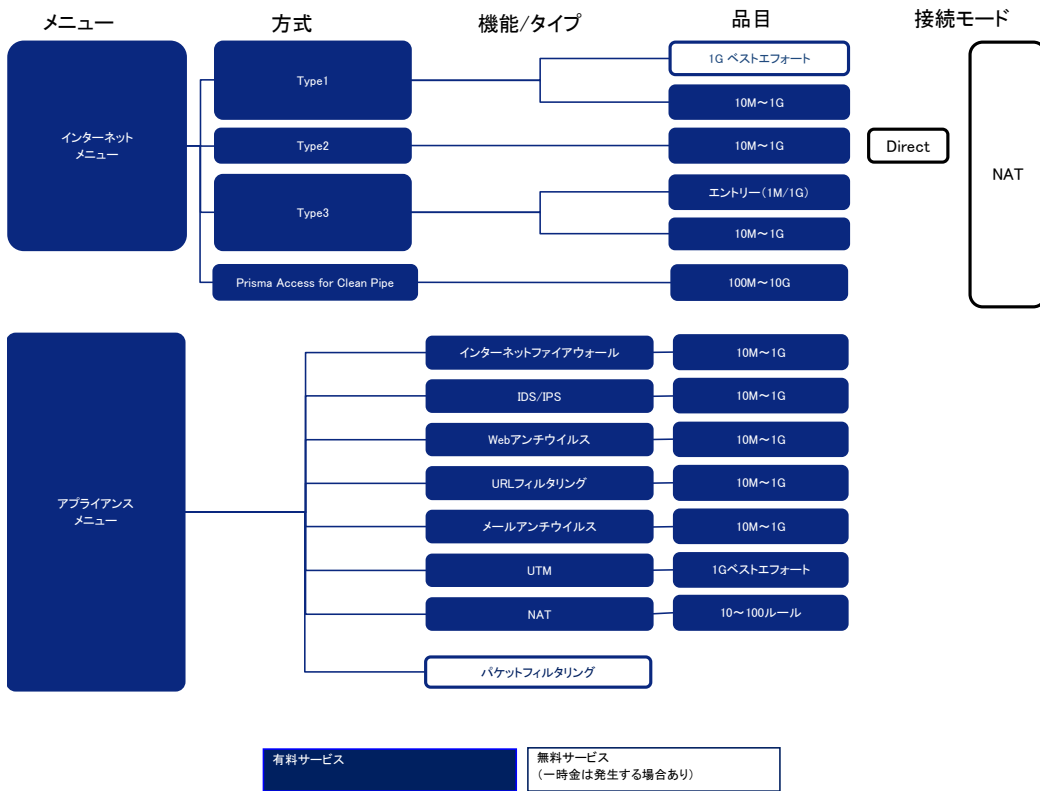 メニュー
方式
機能/タイプ
品目
接続モード
インターネット
メニュー
Type1
1G ベストエフォート
10M～1G
Type2
10M～1G
Direct
NAT
Type3
エントリー(1M/1G)
10M～1G
Prisma Access for Clean Pipe
100M～10G
アプライアンス
メニュー
インターネットファイアウォール
10M～1G
IDS/IPS
10M～1G
Webアンチウイルス
10M～1G
URLフィルタリング
10M～1G
メールアンチウイルス
10M～1G
UTM
1Gベストエフォート
NAT
10～100ルール
パケットフィルタリング
有料サービス
無料サービス
(一時金は発生する場合あり)